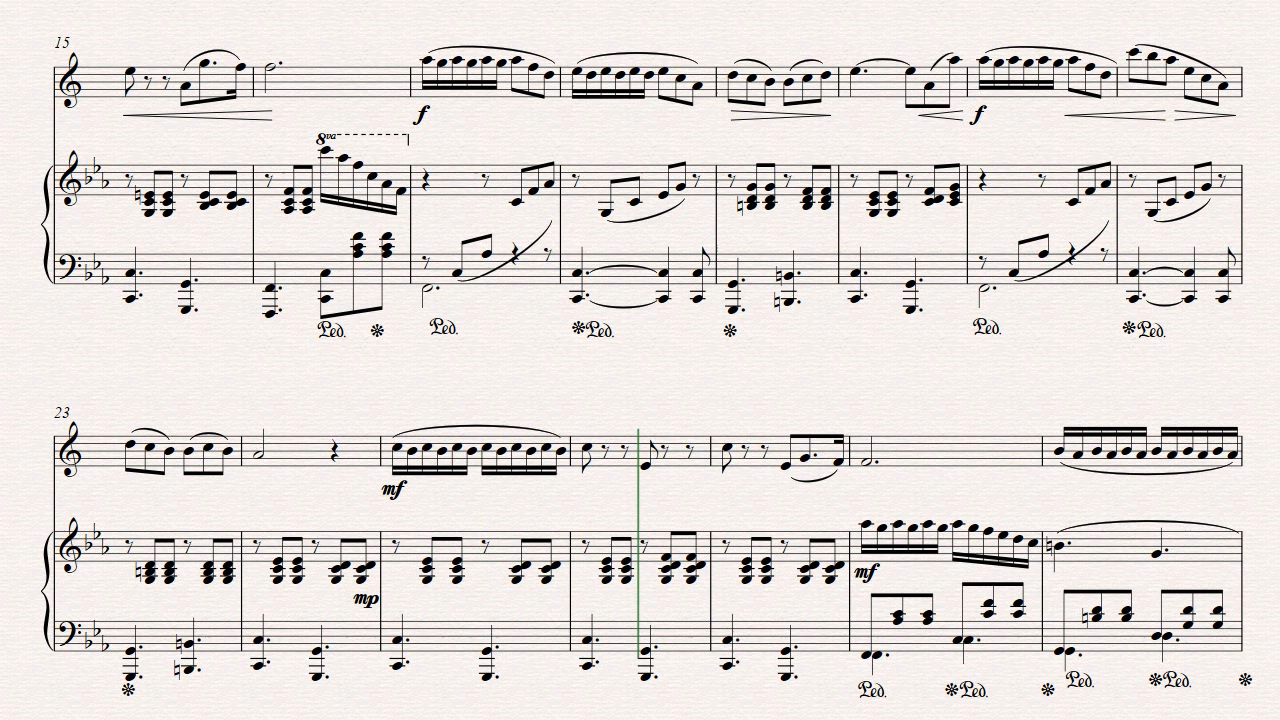 15
f f
8va
Ped. Ped. Ped. Ped. Ped.
23
mf
mp mf
Ped. Ped. Ped. Ped.